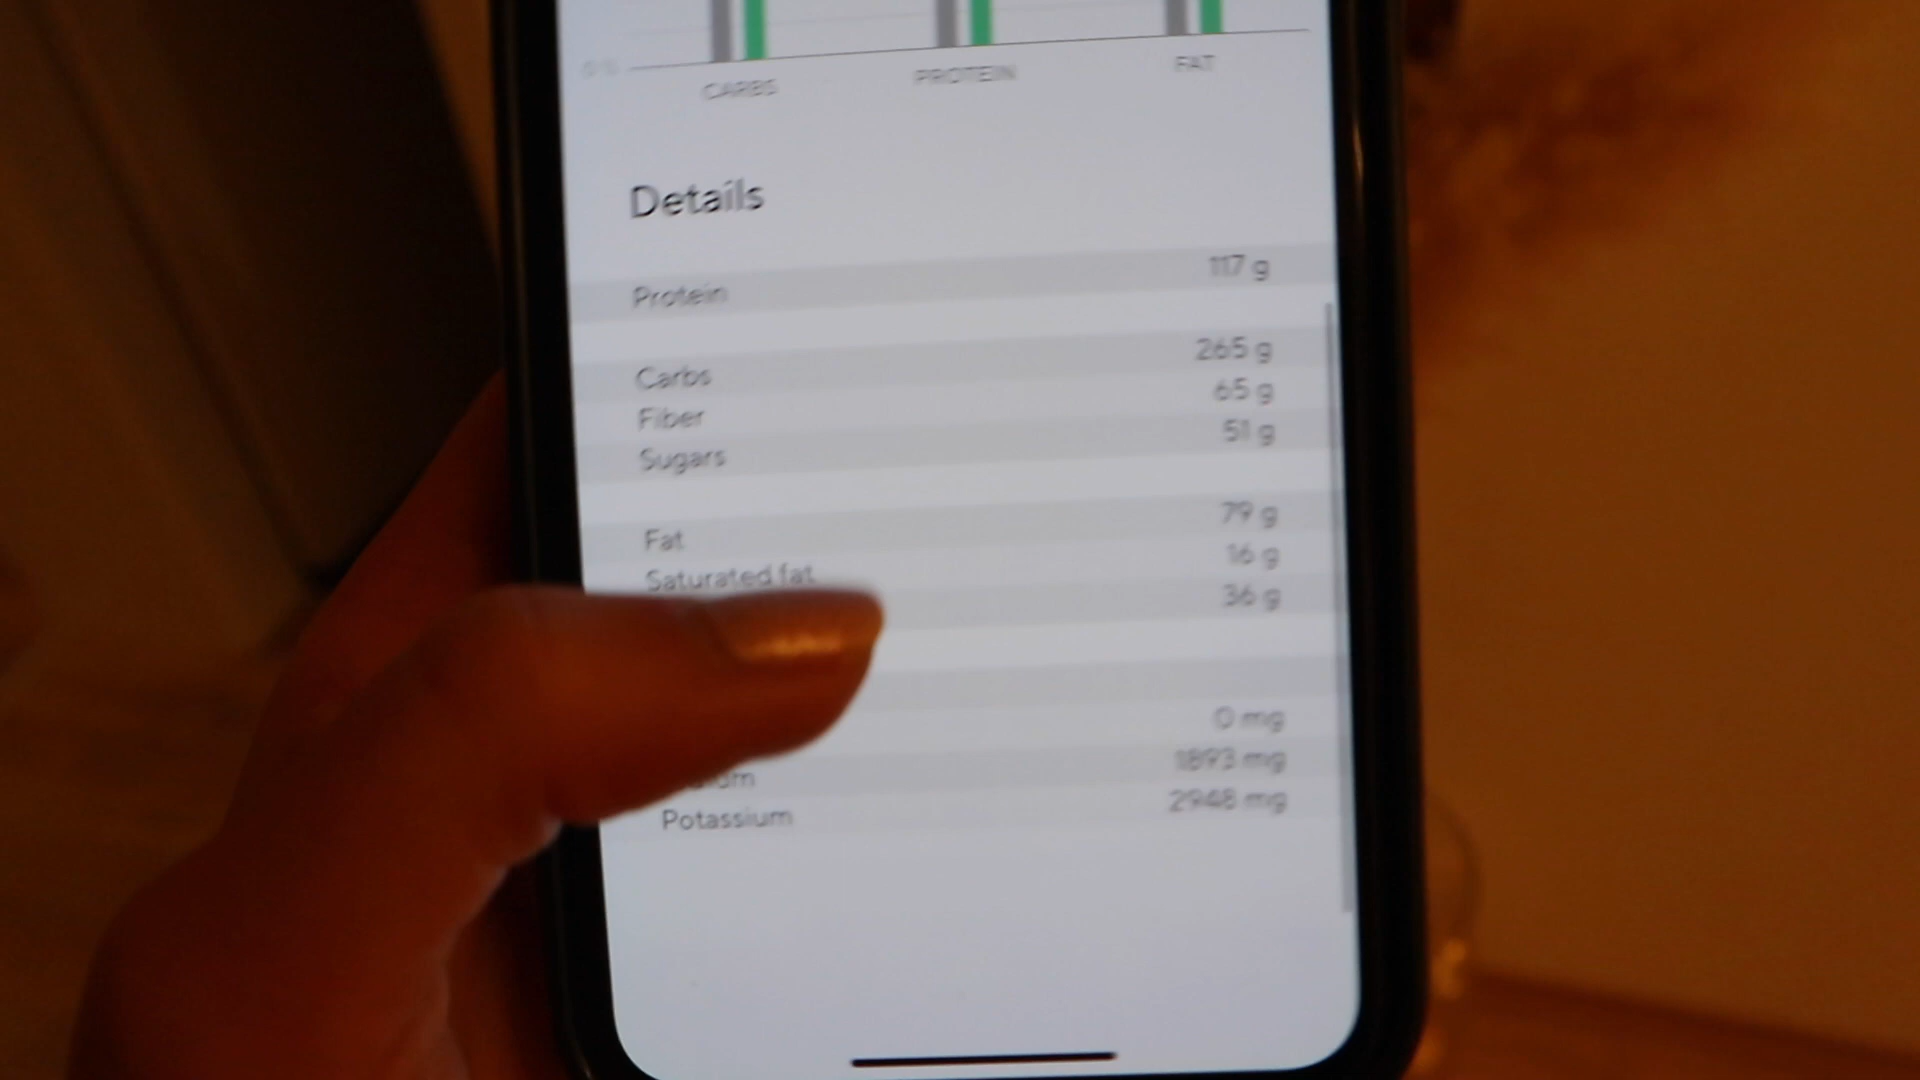 CARBS PROTEIN FAT
Details
Protein 117 g
Carbs 265 g
Fiber 65 g
Sugars 51 g
Fat 79 g
Saturated fat 16 g
36 g
0 mg
1893 mg
Potassium 2948 mg